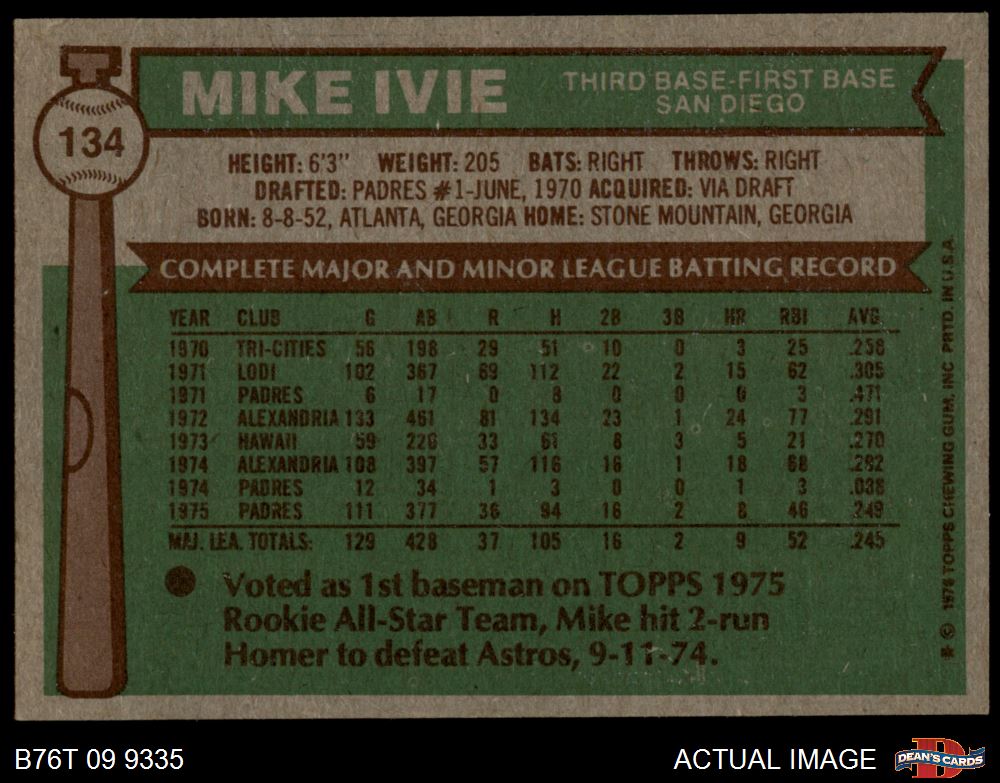 MIKE IVIE
THIRD BASE-FIRST BASE
SAN DIEGO
134
HEIGHT: 6'3" WEIGHT: 205 BATS: RIGHT THROWS: RIGHT
DRAFTED: PADRES #1-JUNE, 1970 ACQUIRED: VIA DRAFT
BORN: 8-8-52, ATLANTA, GEORGIA HOME: STONE MOUNTAIN, GEORGIA
COMPLETE MAJOR AND MINOR LEAGUE BATTING RECORD
YEAR CLUB G AB R H 2B 3B HR RBI AVG.
1970 TRI-CITIES 56 198 29 51 10 0 3 25 .258
1971 LODI 102 367 69 112 22 2 15 62 .305
1971 PADRES 6 17 0 8 0 0 0 3 .471
1972 ALEXANDRIA 133 461 81 134 23 1 24 77 .291
1973 HAWAII 59 226 33 61 8 3 5 21 .270
1974 ALEXANDRIA 108 397 57 116 16 1 18 68 .292
1974 PADRES 12 34 1 3 0 0 1 3 .088
1975 PADRES 111 377 36 94 16 2 8 46 .249
MAJ. LEA. TOTALS: 129 428 37 105 16 2 9 52 .245
Voted as 1st baseman on TOPPS 1975
Rookie All-Star Team, Mike hit 2-run
Homer to defeat Astros, 9-11-74.
* © 1976 TOPPS CHEWING GUM, INC PRTD. IN U.S.A.
B76T 09 9335
ACTUAL IMAGE
D
DEAN'S CARDS